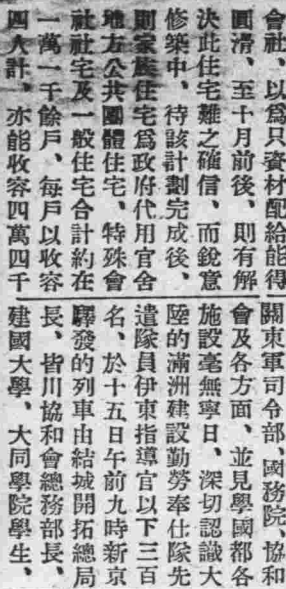 會社、以爲只資材配給能得
圓滑、至十月前後、則有解
決此住宅難之確信、而銳意
修築中、待該計劃完成後、
則家族住宅爲政府代用官舍
地方公共團體住宅、特殊會
社社宅及一般住宅合計約在
一萬一千餘戶、每戶以收容
四人計、亦能收容四萬四千
關東軍司令部、國務院、協和
會及各方面、並見學國都各
施設毫無寧日、深切認識大
陸的滿洲建設勤勞奉仕隊先
遣隊員伊東指導官以下三百
名、於十五日午前九時新京
驛發的列車由結城開拓總局
長、皆川協和會總務部長、
建國大學、大同學院學生、